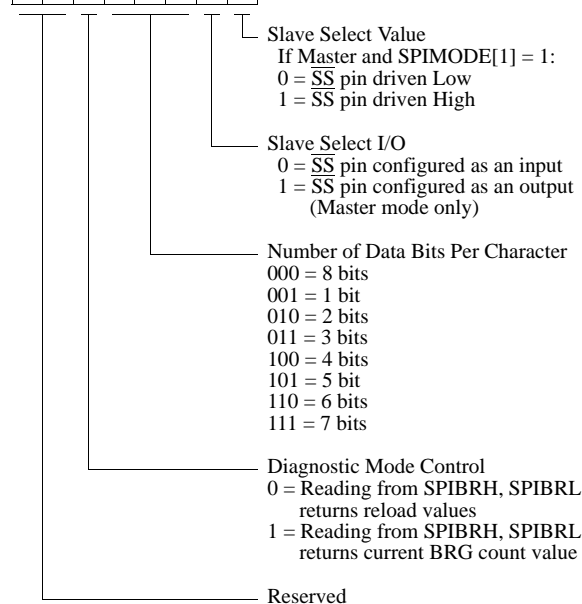 Slave Select Value
If Master and SPIMODE[1] = 1:
0 = S̅S̅ pin driven Low
1 = S̅S̅ pin driven High
Slave Select I/O
0 = S̅S̅ pin configured as an input
1 = S̅S̅ pin configured as an output
(Master mode only)
Number of Data Bits Per Character
000 = 8 bits
001 = 1 bit
010 = 2 bits
011 = 3 bits
100 = 4 bits
101 = 5 bit
110 = 6 bits
111 = 7 bits
Diagnostic Mode Control
0 = Reading from SPIBRH, SPIBRL
returns reload values
1 = Reading from SPIBRH, SPIBRL
returns current BRG count value
Reserved